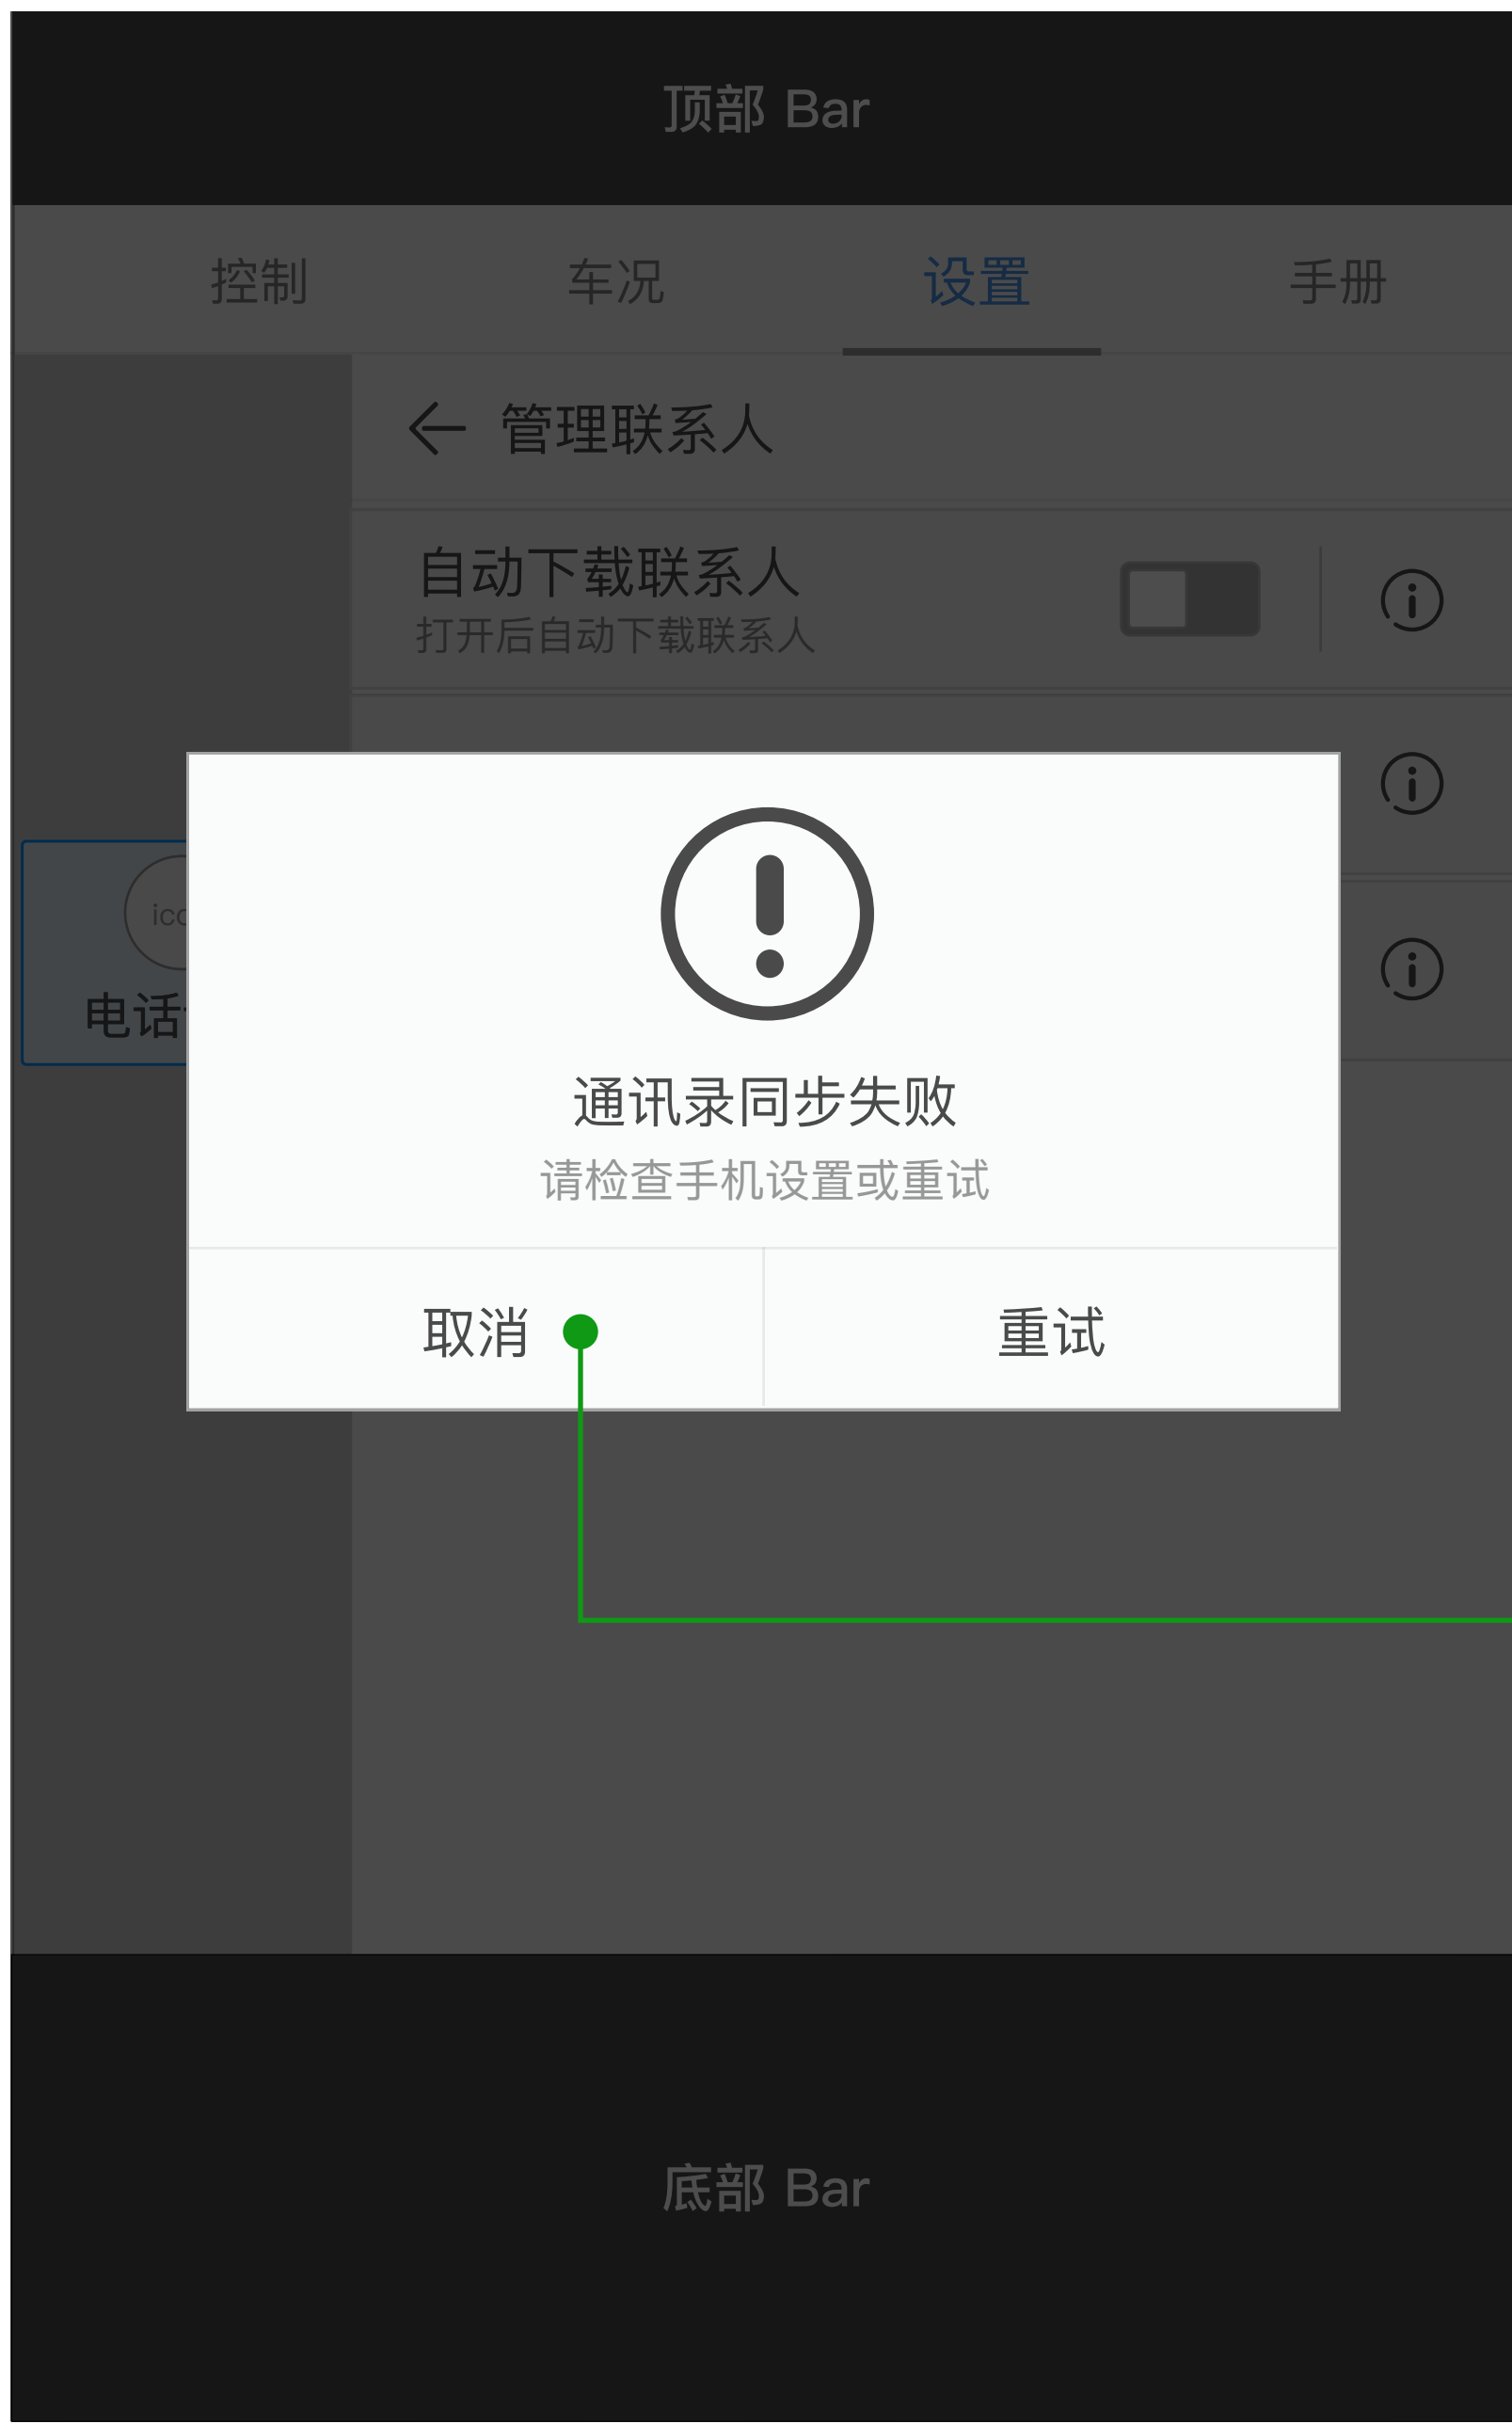 顶部 Bar
控制 车况 设置 手册
管理联系人
自动下载联系人
打开后自动下载联系人
电话
通讯录同步失败
请检查手机设置或重试
取消 重试
底部 Bar